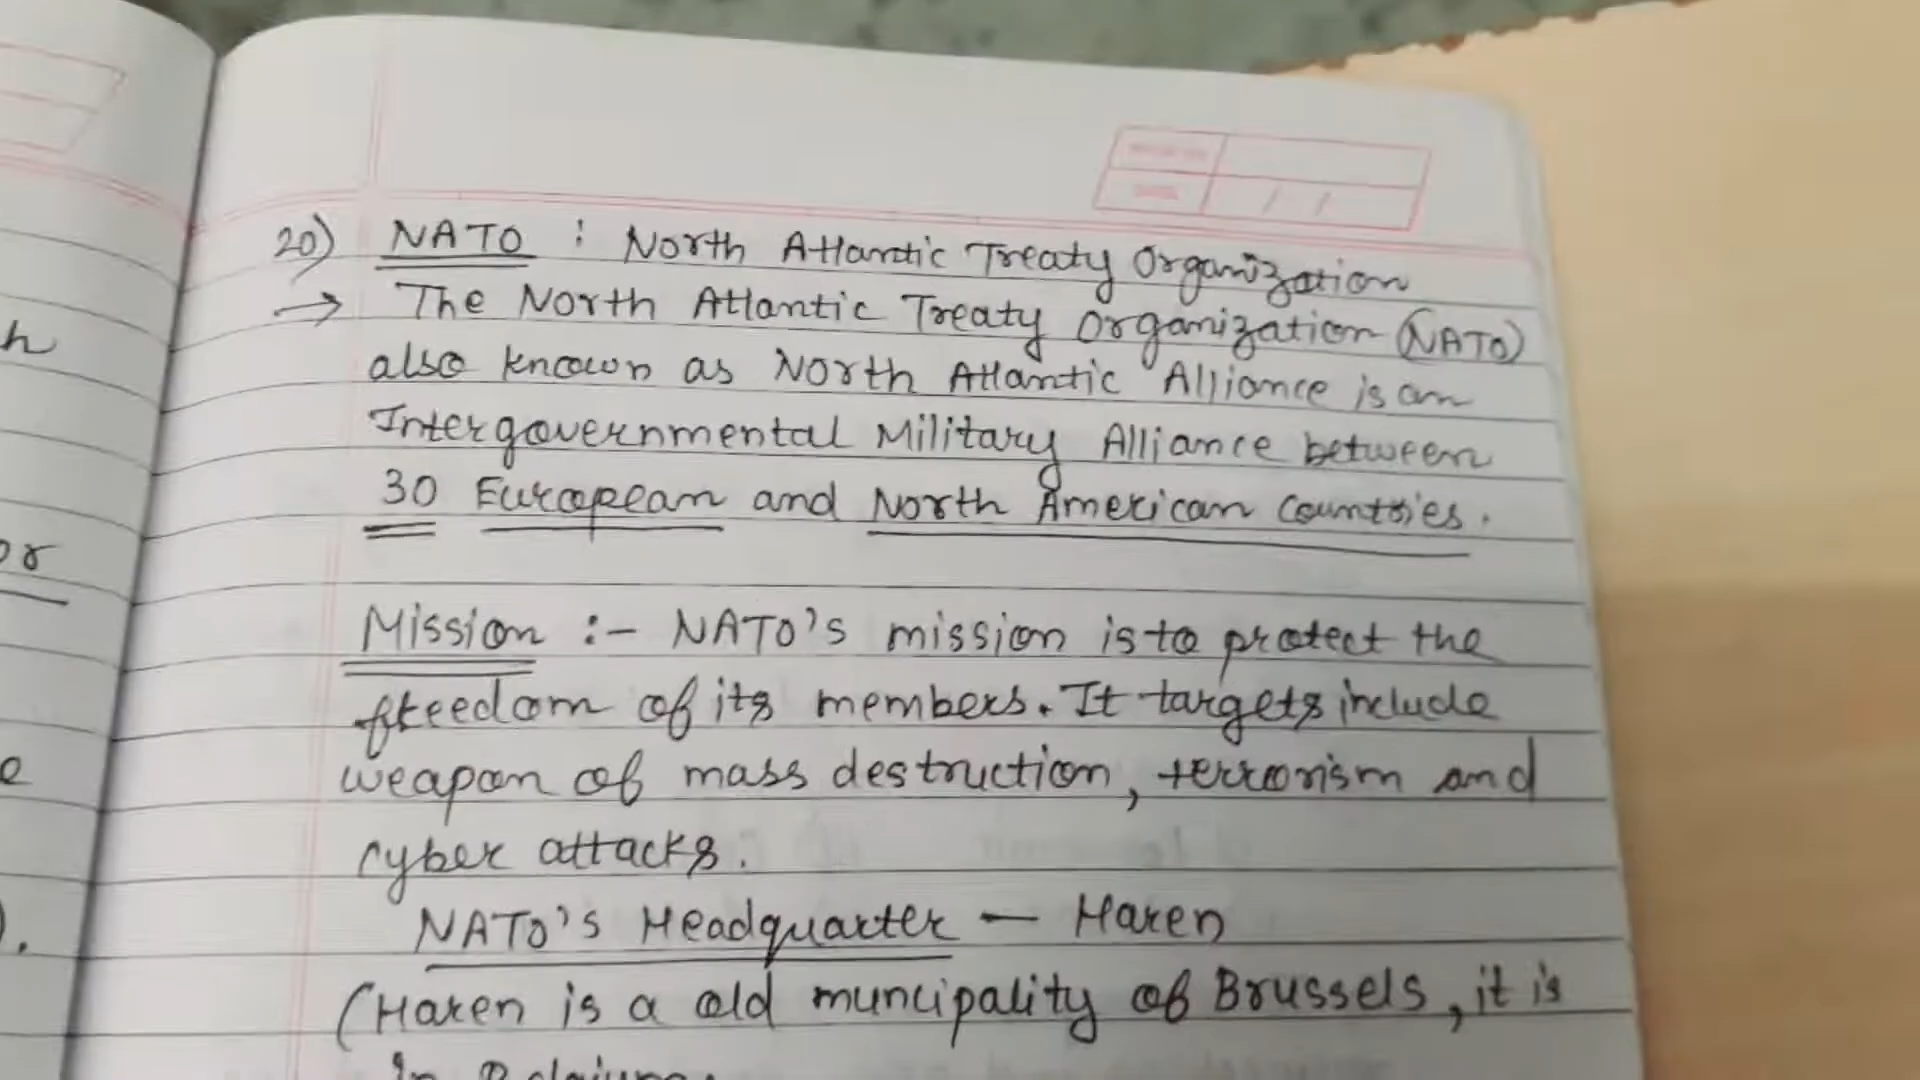 20) NATO : North Atlantic Treaty Organization
→ The North Atlantic Treaty Organization (NATO)
also known as North Atlantic Alliance is an
Intergovernmental Military Alliance between
30 European and North American Countries.
Mission :- NATO's mission is to protect the
freedom of its members. It targets include
weapon of mass destruction, terrorism and
cyber attacks.
NATO's Headquarter — Haren
(Haren is a old muncipality of Brussels, it is
in Belgium.
h
or
e
).